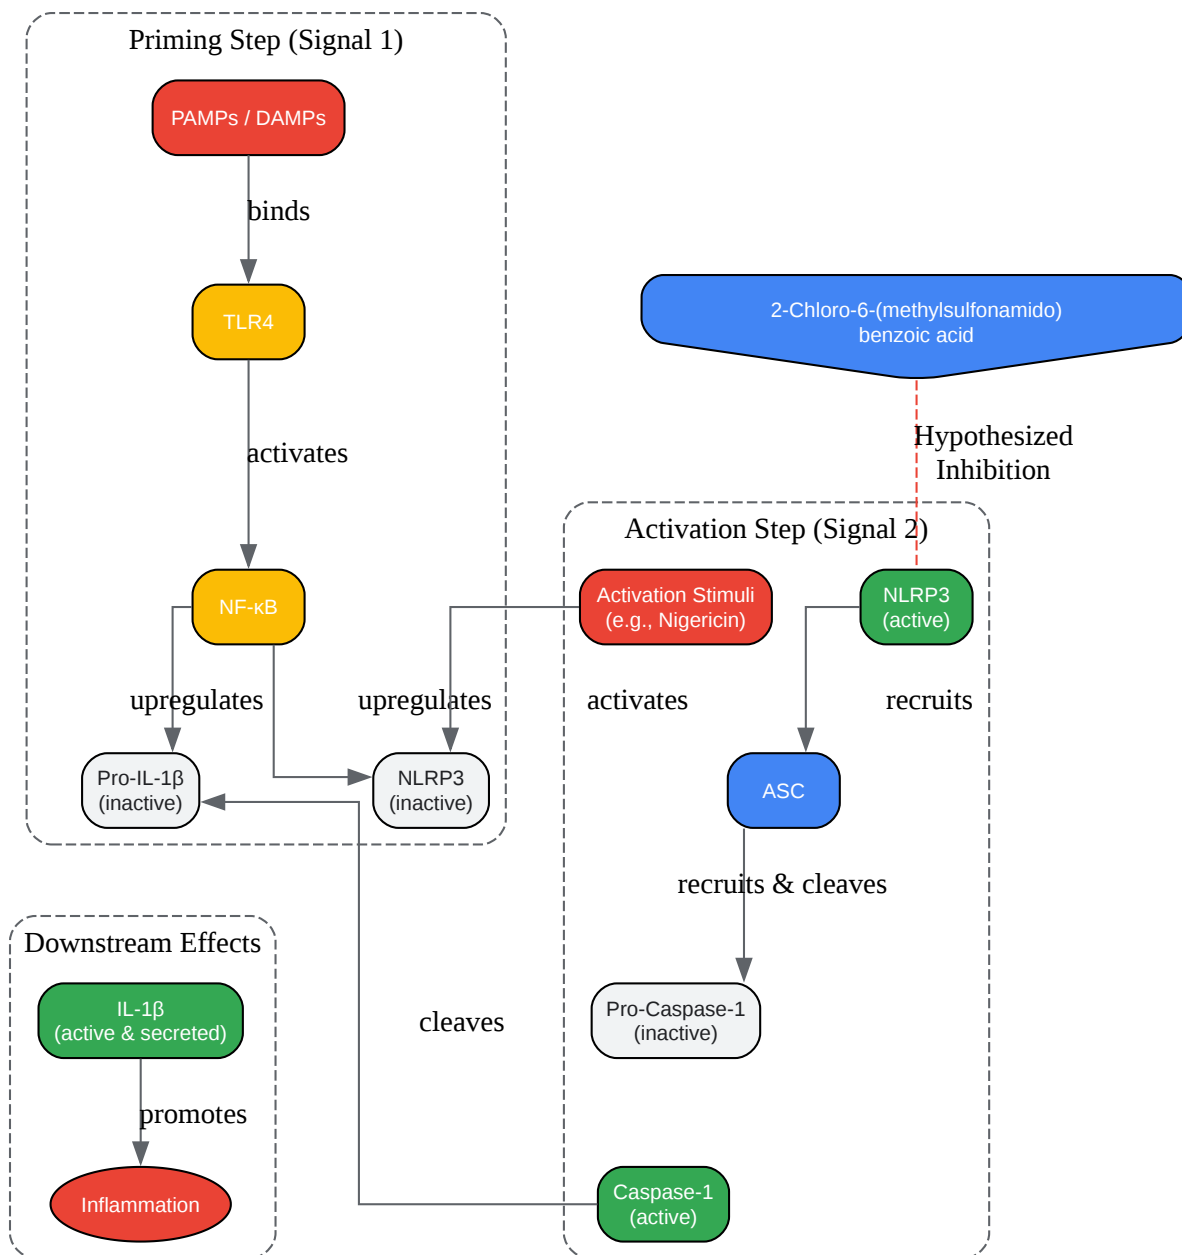 Priming Step (Signal 1)
PAMPs / DAMPs
binds
TLR4
2-Chloro-6-(methylsulfonamido)
benzoic acid
activates
Hypothesized
Inhibition
Activation Step (Signal 2)
NF-κB
Activation Stimuli
(e.g., Nigericin)
NLRP3
(active)
upregulates
upregulates
activates
recruits
Pro-IL-1β
(inactive)
NLRP3
(inactive)
ASC
recruits & cleaves
Downstream Effects
IL-1β
(active & secreted)
cleaves
Pro-Caspase-1
(inactive)
promotes
Inflammation
Caspase-1
(active)